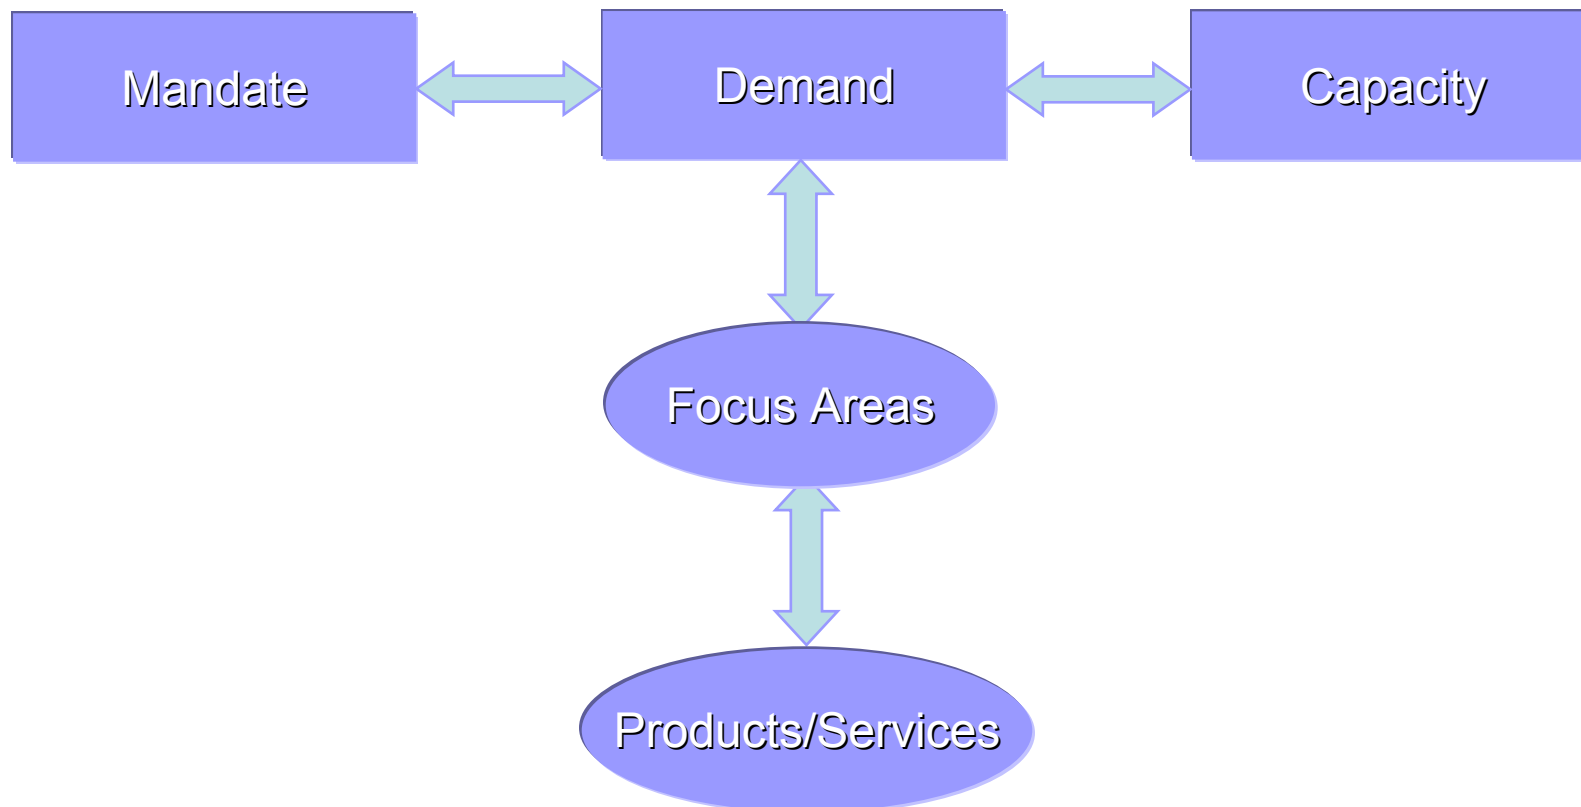 Mandate
Demand
Capacity
Focus Areas
Products/Services